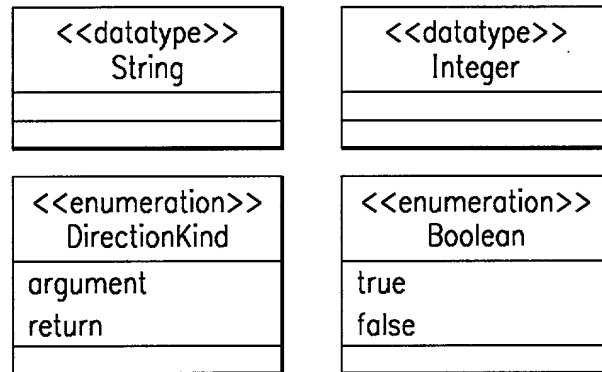 <<datatype>>
String
<<datatype>>
Integer
<<enumeration>>
DirectionKind
argument
return
<<enumeration>>
Boolean
true
false